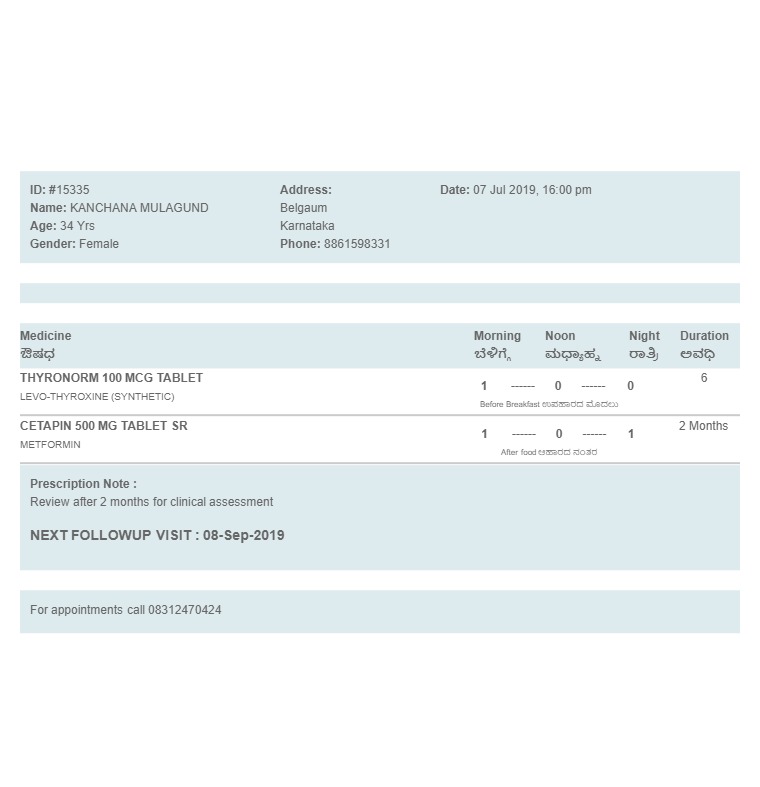 ID: #15335
Name: KANCHANA MULAGUND
Age: 34 Yrs
Gender: Female
Address:
Belgaum
Karnataka
Phone: 8861598331
Date: 07 Jul 2019, 16:00 pm
Medicine Morning Noon Night Duration
ಔಷಧ ಬೆಳಿಗ್ಗೆ ಮಧ್ಯಾಹ್ನ ರಾತ್ರಿ ಅವಧಿ
THYRONORM 100 MCG TABLET 6
1 ------ 0 ------ 0
LEVO-THYROXINE (SYNTHETIC)
Before Breakfast ಉಪಹಾರದ ಮೊದಲು
CETAPIN 500 MG TABLET SR 2 Months
1 ------ 0 ------ 1
METFORMIN
After food ಆಹಾರದ ನಂತರ
Prescription Note :
Review after 2 months for clinical assessment
NEXT FOLLOWUP VISIT : 08-Sep-2019
For appointments call 08312470424